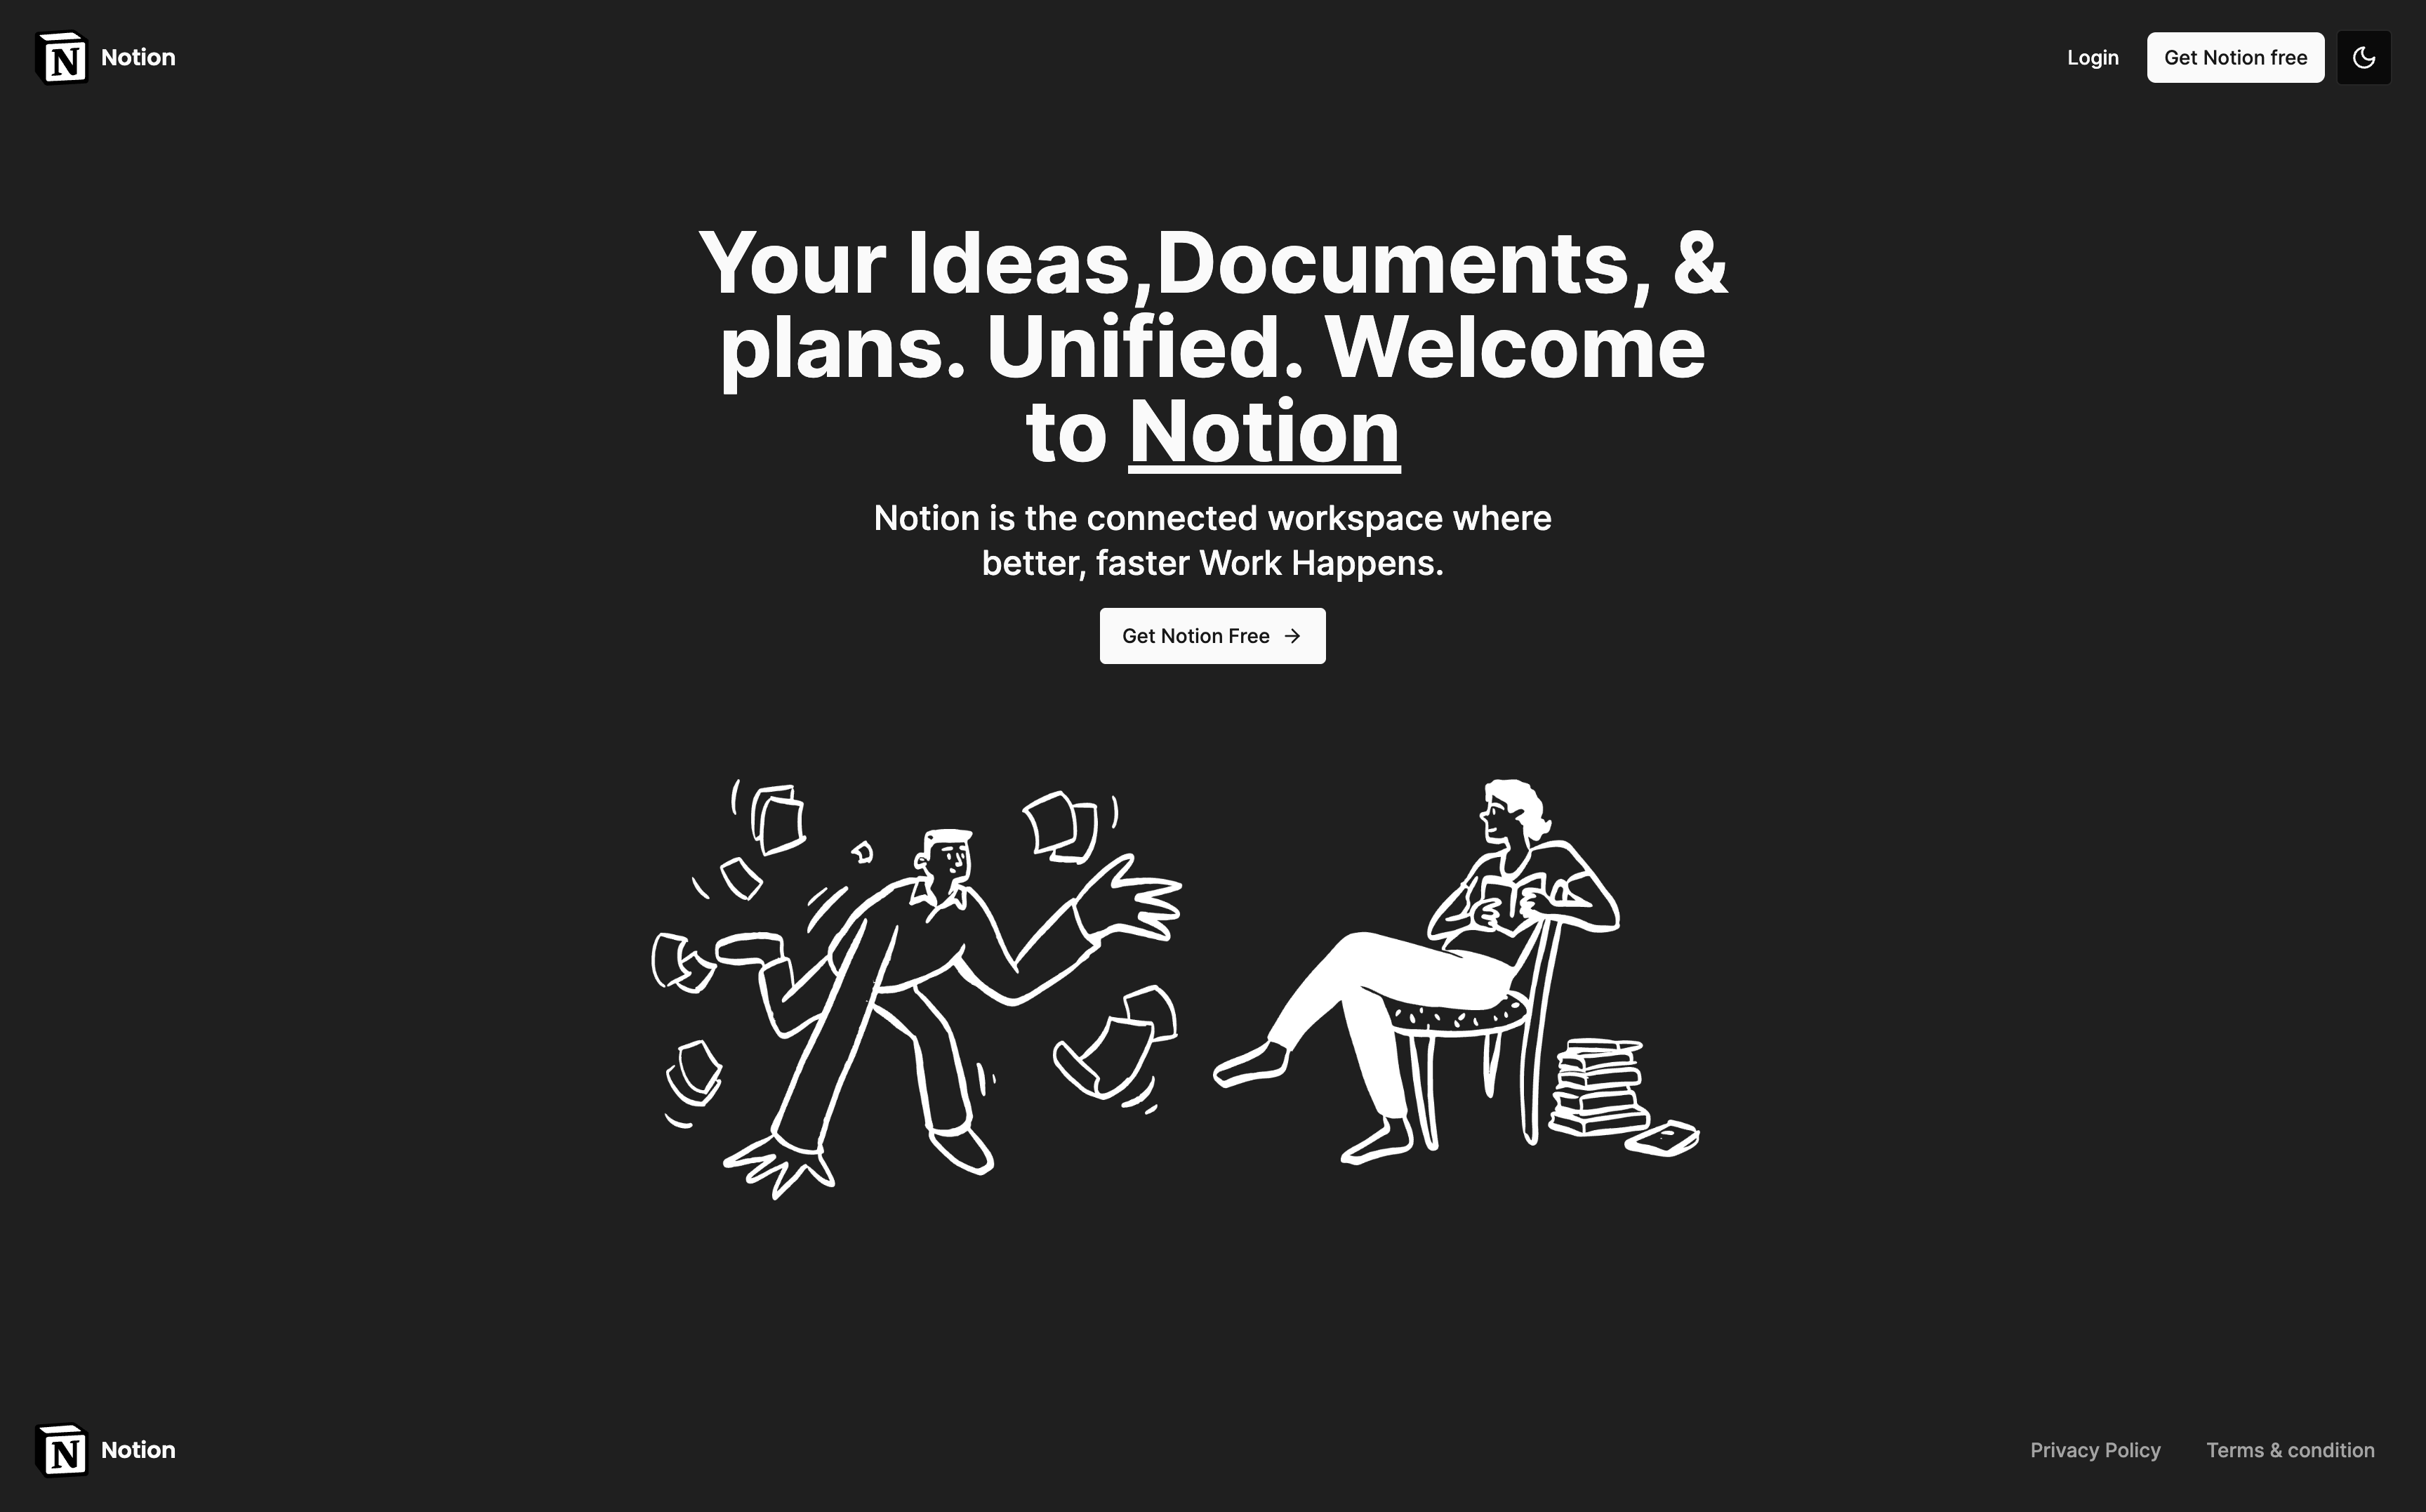 N Notion
Login
Get Notion free
Your Ideas,Documents, &
plans. Unified. Welcome
to Notion
Notion is the connected workspace where
better, faster Work Happens.
Get Notion Free
N Notion
Privacy Policy
Terms & condition